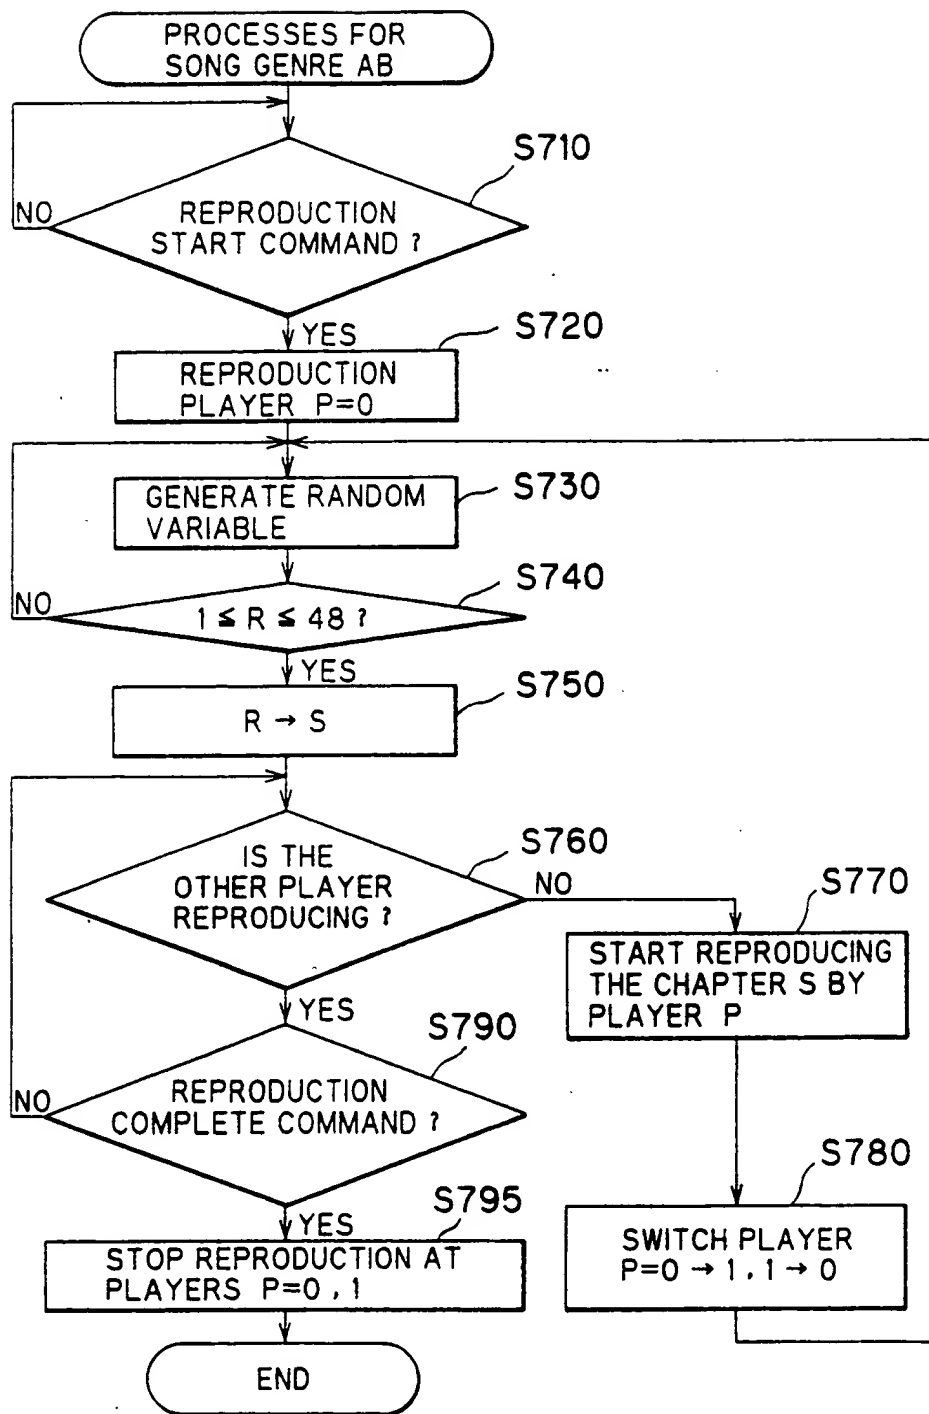 PROCESSES FOR
SONG GENRE AB
S710
NO
REPRODUCTION
START COMMAND ?
YES
S720
REPRODUCTION
PLAYER P=0
S730
GENERATE RANDOM
VARIABLE
S740
NO
1 ≦ R ≦ 48 ?
YES
S750
R → S
S760
IS THE
OTHER PLAYER
REPRODUCING ?
NO
S770
START REPRODUCING
THE CHAPTER S BY
PLAYER P
YES
S790
NO
REPRODUCTION
COMPLETE COMMAND ?
S780
SWITCH PLAYER
P=0 → 1, 1 → 0
YES
S795
STOP REPRODUCTION AT
PLAYERS P=0, 1
END